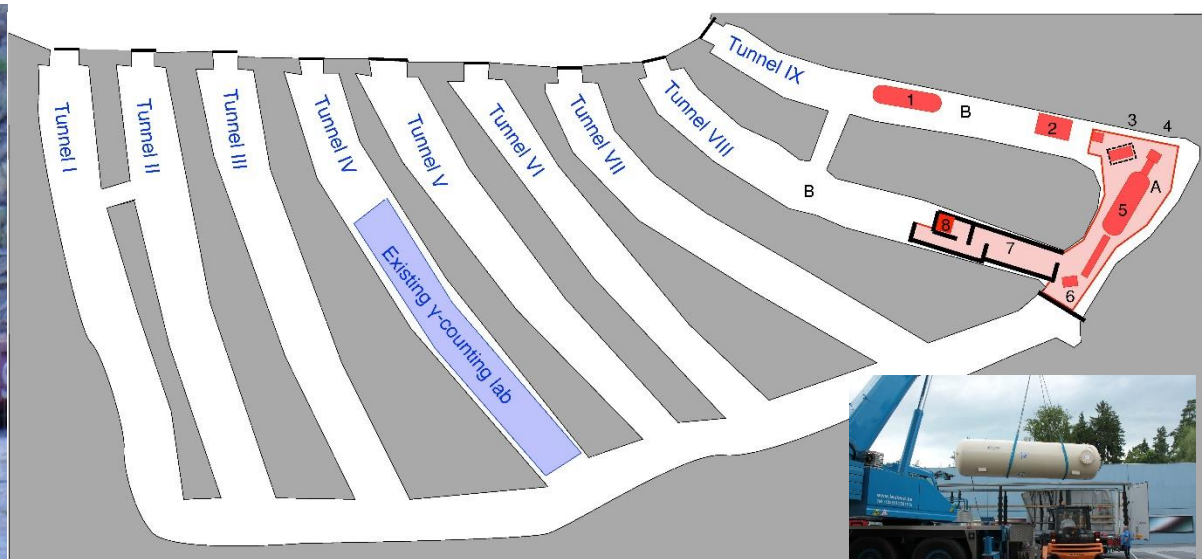 Tunnel I
Tunnel II
Tunnel III
Tunnel IV
Tunnel V
Tunnel VI
Tunnel VII
Tunnel VIII
Tunnel IX
Existing γ-counting lab
1
B
2
3
4
A
5
B
8
7
6